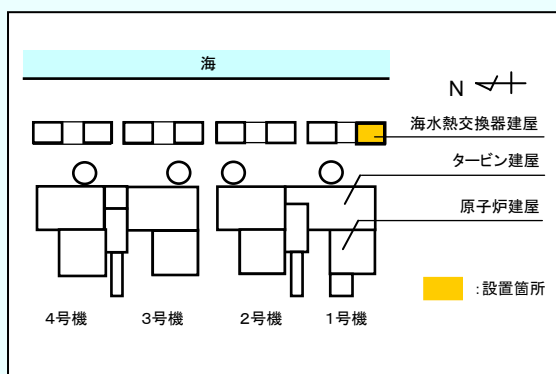 海
N
海水熱交換器建屋
タービン建屋
原子炉建屋
:設置箇所
4号機 3号機 2号機 1号機